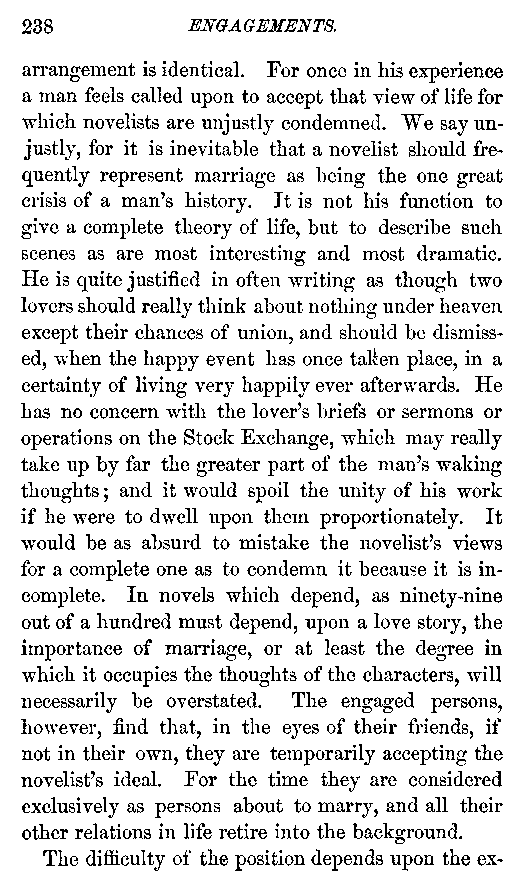 238 ENGAGEMENTS.
arrangement is identical. For once in his experience
a man feels called upon to accept that view of life for
which novelists are unjustly condemned. We say un-
justly, for it is inevitable that a novelist should fre-
quently represent marriage as being the one great
crisis of a man's history. It is not his function to
give a complete theory of life, but to describe such
scenes as are most interesting and most dramatic.
He is quite justified in often writing as though two
lovers should really think about nothing under heaven
except their chances of union, and should be dismiss-
ed, when the happy event has once taken place, in a
certainty of living very happily ever afterwards. He
has no concern with the lover's briefs or sermons or
operations on the Stock Exchange, which may really
take up by far the greater part of the man's waking
thoughts; and it would spoil the unity of his work
if he were to dwell upon them proportionately. It
would be as absurd to mistake the novelist's views
for a complete one as to condemn it because it is in-
complete. In novels which depend, as ninety-nine
out of a hundred must depend, upon a love story, the
importance of marriage, or at least the degree in
which it occupies the thoughts of the characters, will
necessarily be overstated. The engaged persons,
however, find that, in the eyes of their friends, if
not in their own, they are temporarily accepting the
novelist's ideal. For the time they are considered
exclusively as persons about to marry, and all their
other relations in life retire into the background.
The difficulty of the position depends upon the ex-